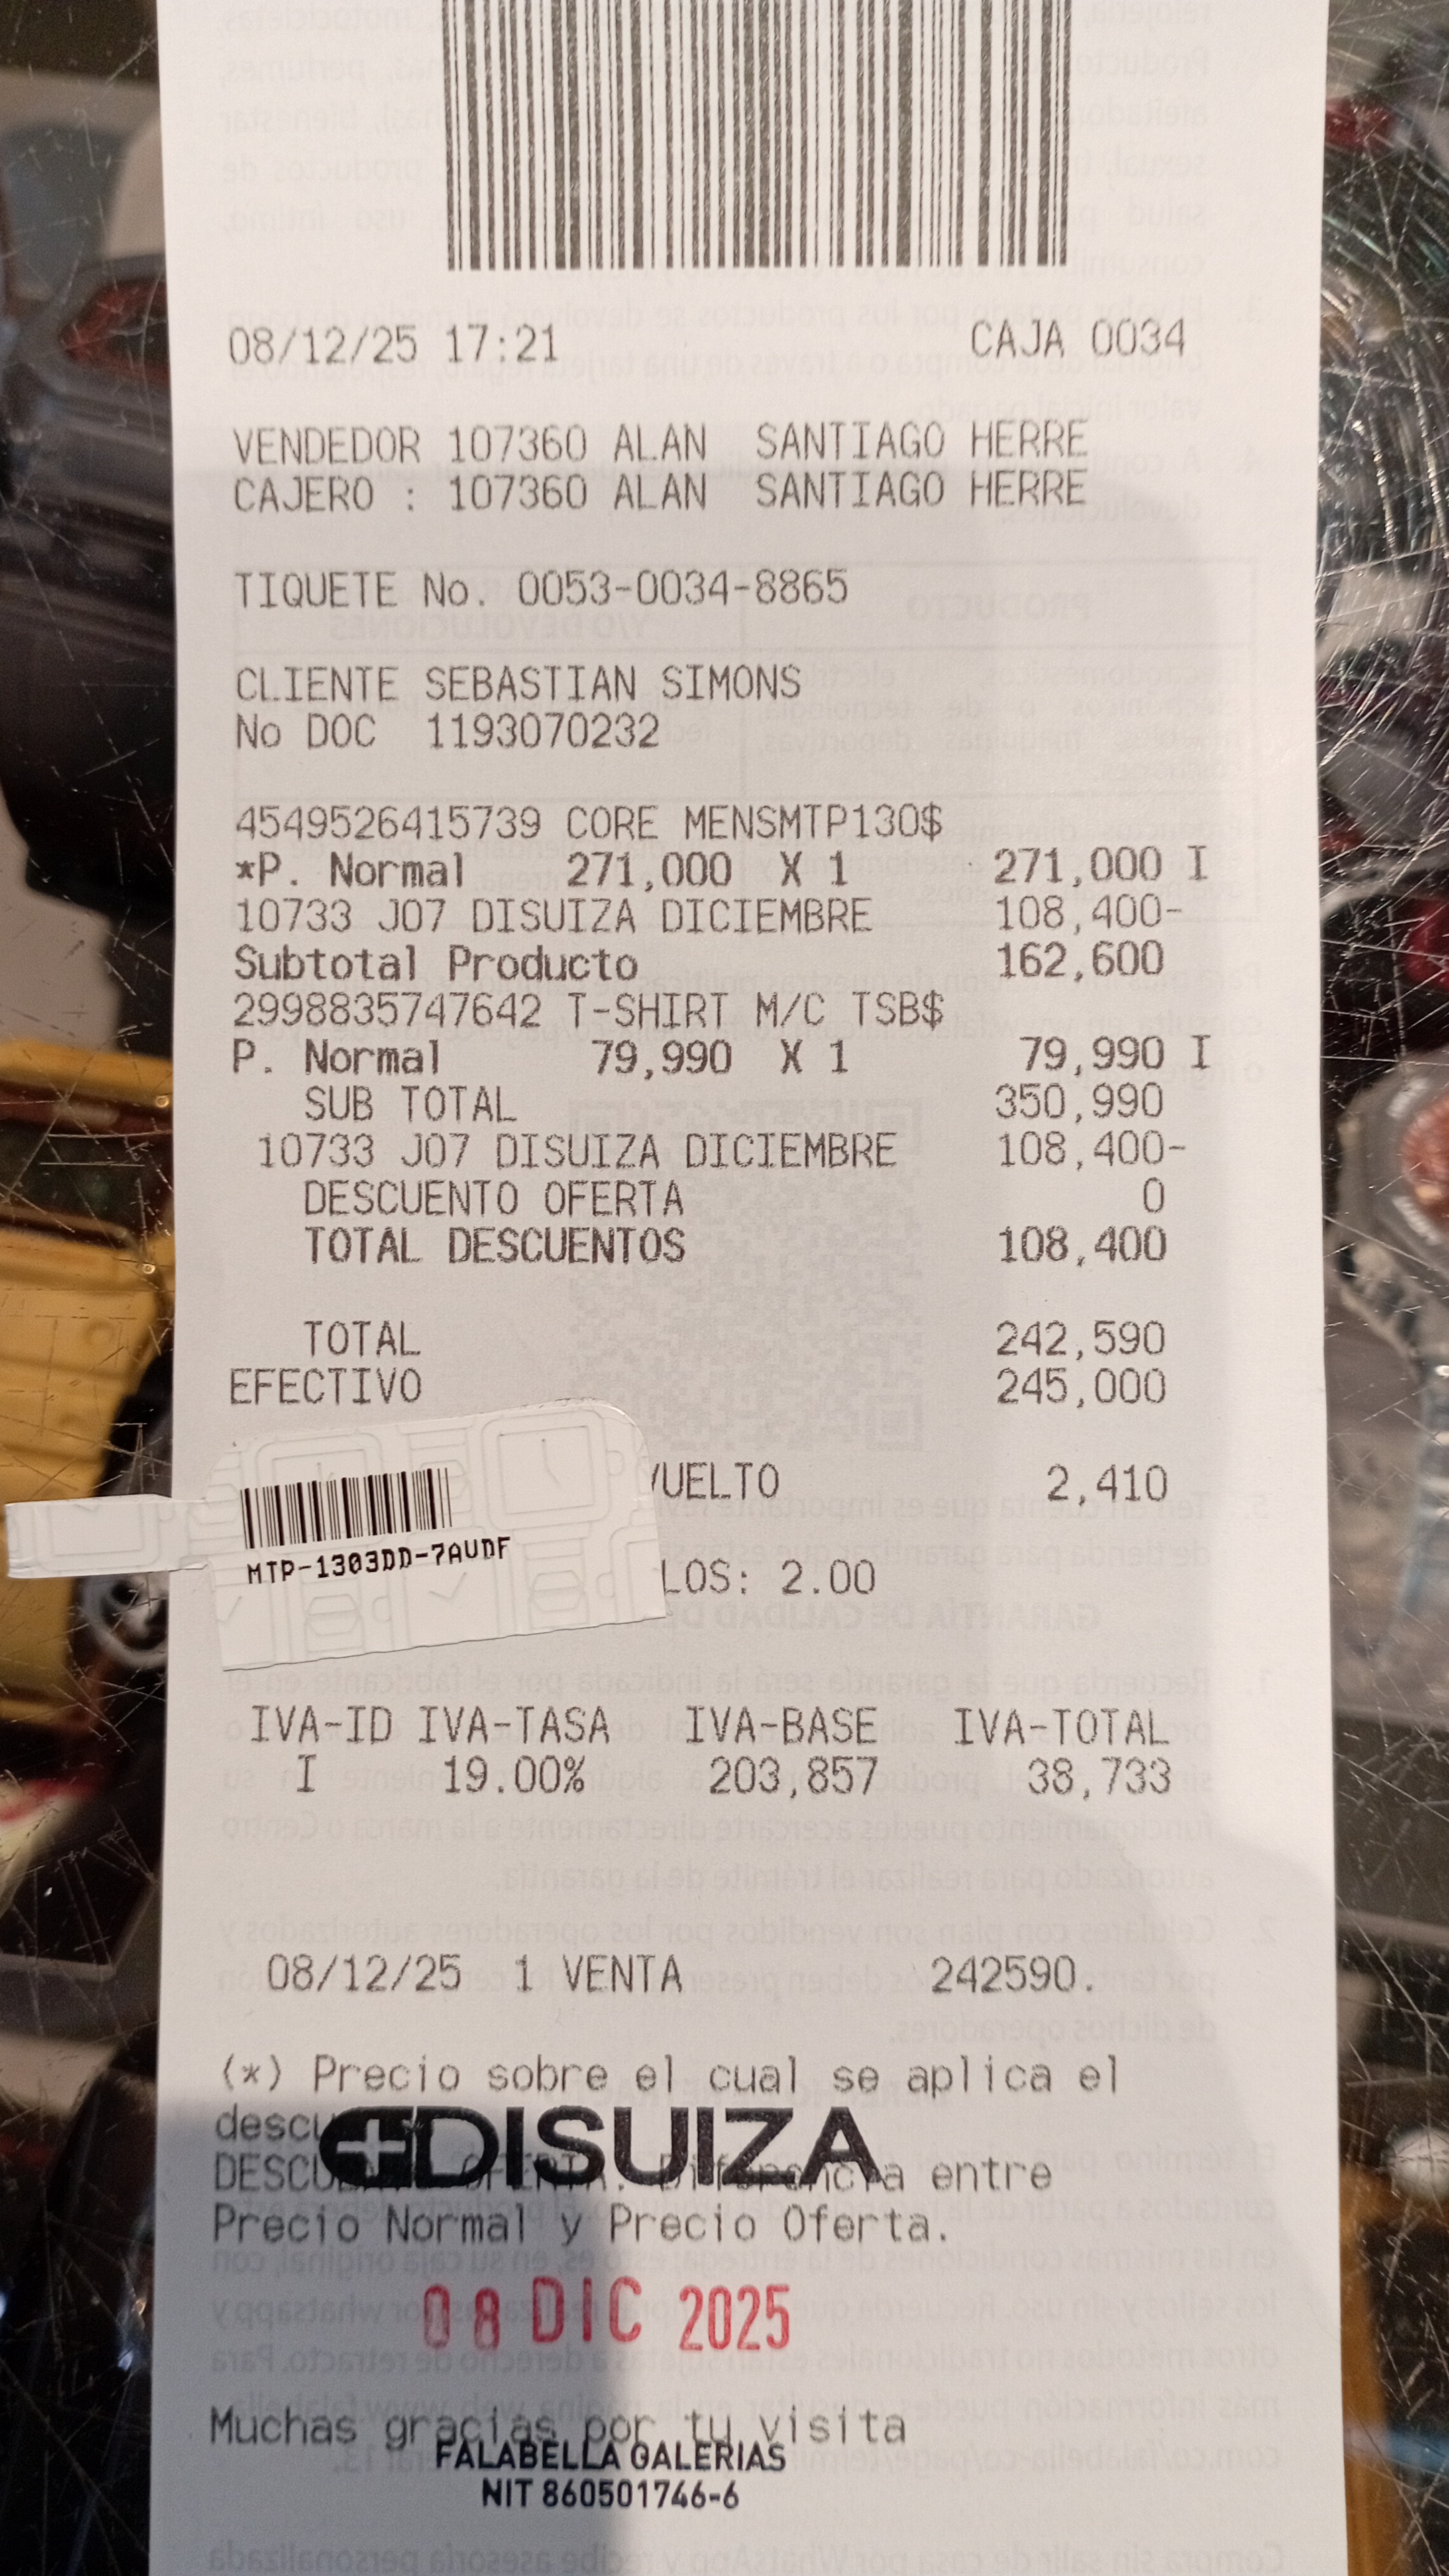 08/12/25 17:21 CAJA 0034
VENDEDOR 107360 ALAN SANTIAGO HERRE
CAJERO : 107360 ALAN SANTIAGO HERRE
TIQUETE No. 0053-0034-8865
CLIENTE SEBASTIAN SIMONS
No DOC 1193070232
4549526415739 CORE MENSMTP130$
*P. Normal 271,000 X 1 271,000 I
10733 J07 DISUIZA DICIEMBRE 108,400-
Subtotal Producto 162,600
2998835747642 T-SHIRT M/C TSB$
P. Normal 79,990 X 1 79,990 I
SUB TOTAL 350,990
10733 J07 DISUIZA DICIEMBRE 108,400-
DESCUENTO OFERTA 0
TOTAL DESCUENTOS 108,400
TOTAL 242,590
EFECTIVO 245,000
VUELTO 2,410
MTP-1303DD-7AVDF
LOS: 2.00
IVA-ID IVA-TASA IVA-BASE IVA-TOTAL
I 19.00% 203,857 38,733
08/12/25 1 VENTA 242590.
(*) Precio sobre el cual se aplica el
descu
DISUIZA
DESCUENTO OFERTA: Diferencia entre
Precio Normal y Precio Oferta.
08 DIC 2025
Muchas gracias por tu visita
FALABELLA GALERIAS
NIT 860501746-6